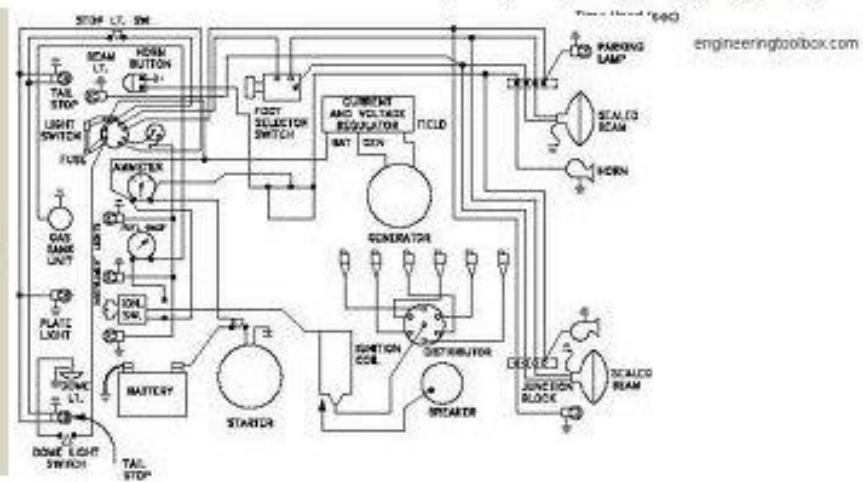 STOP LT. SW.
BEAM
LT.
HORN
BUTTON
TAIL
STOP
LIGHT
SWITCH
FUSE
FOOT
SELECTOR
SWITCH
CURRENT
AND VOLTAGE
REGULATOR
FIELD
BAT GEN
PARKING
LAMP
engineeringtoolbox.com
SEALED
BEAM
HORN
AMMETER
GENERATOR
GAS
TANK
UNIT
INSTRUMENT LIGHTS
IGN.
SW.
PLATE
LIGHT
IGNITION
COIL
DISTRIBUTOR
BATTERY
STARTER
BREAKER
JUNCTION
BLOCK
SEALED
BEAM
DOME
LT.
DOME LIGHT
SWITCH
TAIL
STOP